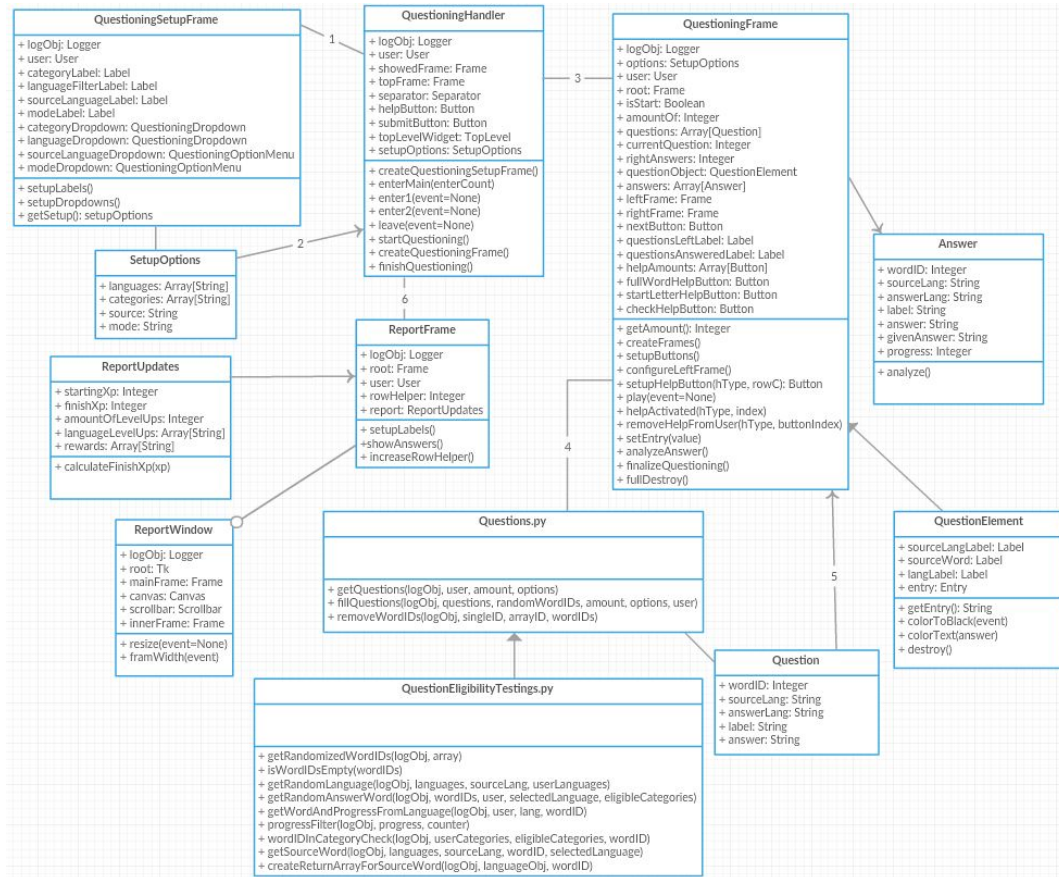 QuestioningSetupFrame
+ logObj: Logger
+ user: User
+ categoryLabel: Label
+ languageFilterLabel: Label
+ sourceLanguageLabel: Label
+ modeLabel: Label
+ categoryDropdown: QuestioningDropdown
+ languageDropdown: QuestioningDropdown
+ sourceLanguageDropdown: QuestioningOptionMenu
+ modeDropdown: QuestioningOptionMenu
+ setupLabels()
+ setupDropdowns()
+ getSetup(): setupOptions
1
QuestioningHandler
+ logObj: Logger
+ user: User
+ showedFrame: Frame
+ topFrame: Frame
+ separator: Separator
+ helpButton: Button
+ submitButton: Button
+ topLevelWidget: TopLevel
+ setupOptions: SetupOptions
+ createQuestioningSetupFrame()
+ enterMain(enterCount)
+ enter1(event=None)
+ enter2(event=None)
+ leave(event=None)
+ startQuestioning()
+ createQuestioningFrame()
+ finishQuestioning()
3
QuestioningFrame
+ logObj: Logger
+ options: SetupOptions
+ user: User
+ root: Frame
+ isStart: Boolean
+ amountOf: Integer
+ questions: Array[Question]
+ currentQuestion: Integer
+ rightAnswers: Integer
+ questionObject: QuestionElement
+ answers: Array[Answer]
+ leftFrame: Frame
+ rightFrame: Frame
+ nextButton: Button
+ questionsLeftLabel: Label
+ questionsAnsweredLabel: Label
+ helpAmounts: Array[Button]
+ fullWordHelpButton: Button
+ startLetterHelpButton: Button
+ checkHelpButton: Button
+ getAmount(): Integer
+ createFrames()
+ setupButtons()
+ configureLeftFrame()
+ setupHelpButton(hType, rowC): Button
+ play(event=None)
+ helpActivated(hType, index)
+ removeHelpFromUser(hType, buttonIndex)
+ setEntry(value)
+ analyzeAnswer()
+ finalizeQuestioning()
+ fullDestroy()
Answer
+ wordID: Integer
+ sourceLang: String
+ answerLang: String
+ label: String
+ answer: String
+ givenAnswer: String
+ progress: Integer
+ analyze()
2
SetupOptions
+ languages: Array[String]
+ categories: Array[String]
+ source: String
+ mode: String
6
ReportFrame
+ logObj: Logger
+ root: Frame
+ user: User
+ rowHelper: Integer
+ report: ReportUpdates
+ setupLabels()
+showAnswers()
+ increaseRowHelper()
ReportUpdates
+ startingXp: Integer
+ finishXp: Integer
+ amountOfLevelUps: Integer
+ languageLevelUps: Array[String]
+ rewards: Array[String]
+ calculateFinishXp(xp)
4
ReportWindow
+ logObj: Logger
+ root: Tk
+ mainFrame: Frame
+ canvas: Canvas
+ scrollbar: Scrollbar
+ innerFrame: Frame
+ resize(event=None)
+ framWidth(event)
Questions.py
+ getQuestions(logObj, user, amount, options)
+ fillQuestions(logObj, questions, randomWordIDs, amount, options, user)
+ removeWordIDs(logObj, singleID, arrayID, wordIDs)
5
QuestionElement
+ sourceLangLabel: Label
+ sourceWord: Label
+ langLabel: Label
+ entry: Entry
+ getEntry(): String
+ colorToBlack(event)
+ colorText(answer)
+ destroy()
Question
+ wordID: Integer
+ sourceLang: String
+ answerLang: String
+ label: String
+ answer: String
QuestionEligibilityTestings.py
+ getRandomizedWordIDs(logObj, array)
+ isWordIDsEmpty(wordIDs)
+ getRandomLanguage(logObj, languages, sourceLang, userLanguages)
+ getRandomAnswerWord(logObj, wordIDs, user, selectedLanguage, eligibleCategories)
+ getWordAndProgressFromLanguage(logObj, user, lang, wordID)
+ progressFilter(logObj, progress, counter)
+ wordIDInCategoryCheck(logObj, userCategories, eligibleCategories, wordID)
+ getSourceWord(logObj, languages, sourceLang, wordID, selectedLanguage)
+ createReturnArrayForSourceWord(logObj, languageObj, wordID)